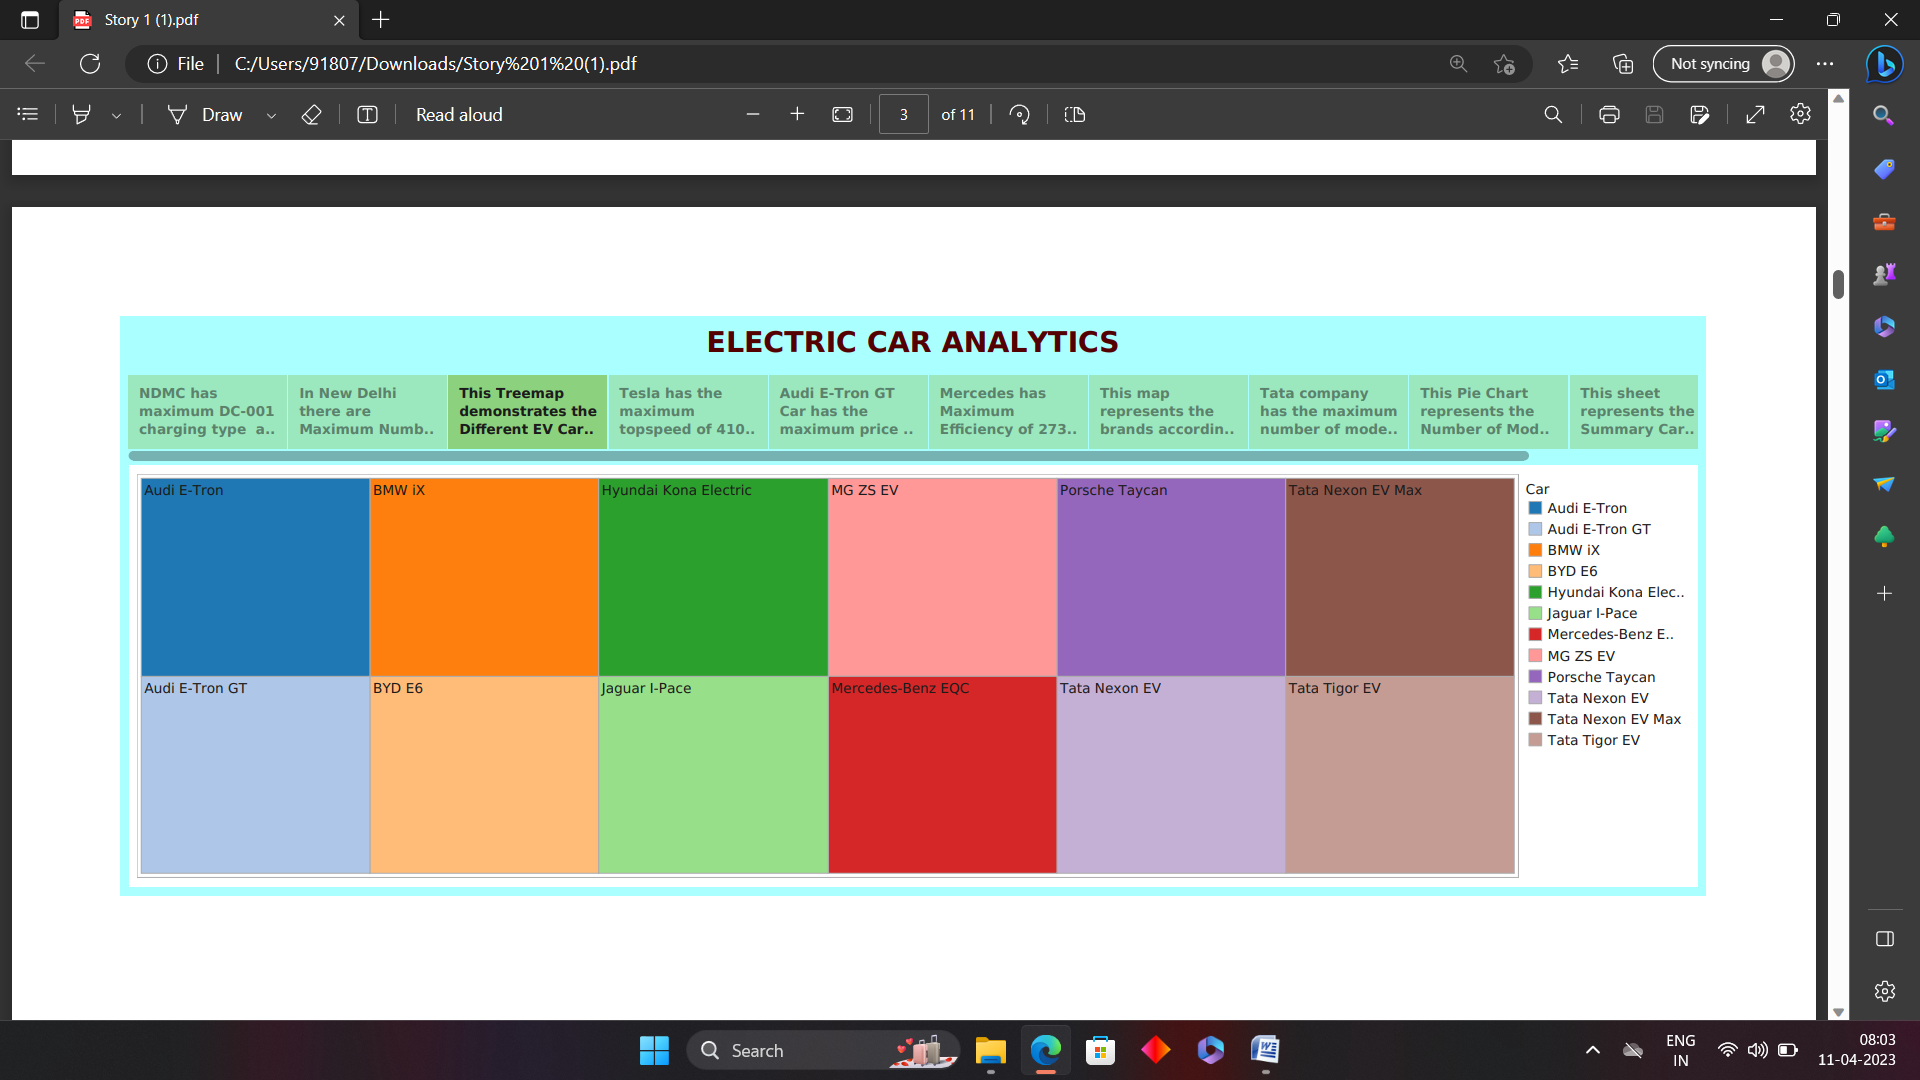 Story 1 (1).pdf
File
C:/Users/91807/Downloads/Story%201%20(1).pdf
Not syncing
Draw
Read aloud
3
of 11
ELECTRIC CAR ANALYTICS
NDMC has
maximum DC-001
charging type a..
In New Delhi
there are
Maximum Numb..
This Treemap
demonstrates the
Different EV Car..
Tesla has the
maximum
topspeed of 410..
Audi E-Tron GT
Car has the
maximum price ..
Mercedes has
Maximum
Efficiency of 273..
This map
represents the
brands accordin..
Tata company
has the maximum
number of mode..
This Pie Chart
represents the
Number of Mod..
This sheet
represents the
Summary Car..
Audi E-Tron
BMW iX
Hyundai Kona Electric
MG ZS EV
Porsche Taycan
Tata Nexon EV Max
Audi E-Tron GT
BYD E6
Jaguar I-Pace
Mercedes-Benz EQC
Tata Nexon EV
Tata Tigor EV
Car
Audi E-Tron
Audi E-Tron GT
BMW iX
BYD E6
Hyundai Kona Elec..
Jaguar I-Pace
Mercedes-Benz E..
MG ZS EV
Porsche Taycan
Tata Nexon EV
Tata Nexon EV Max
Tata Tigor EV
Search
ENG
IN
08:03
11-04-2023